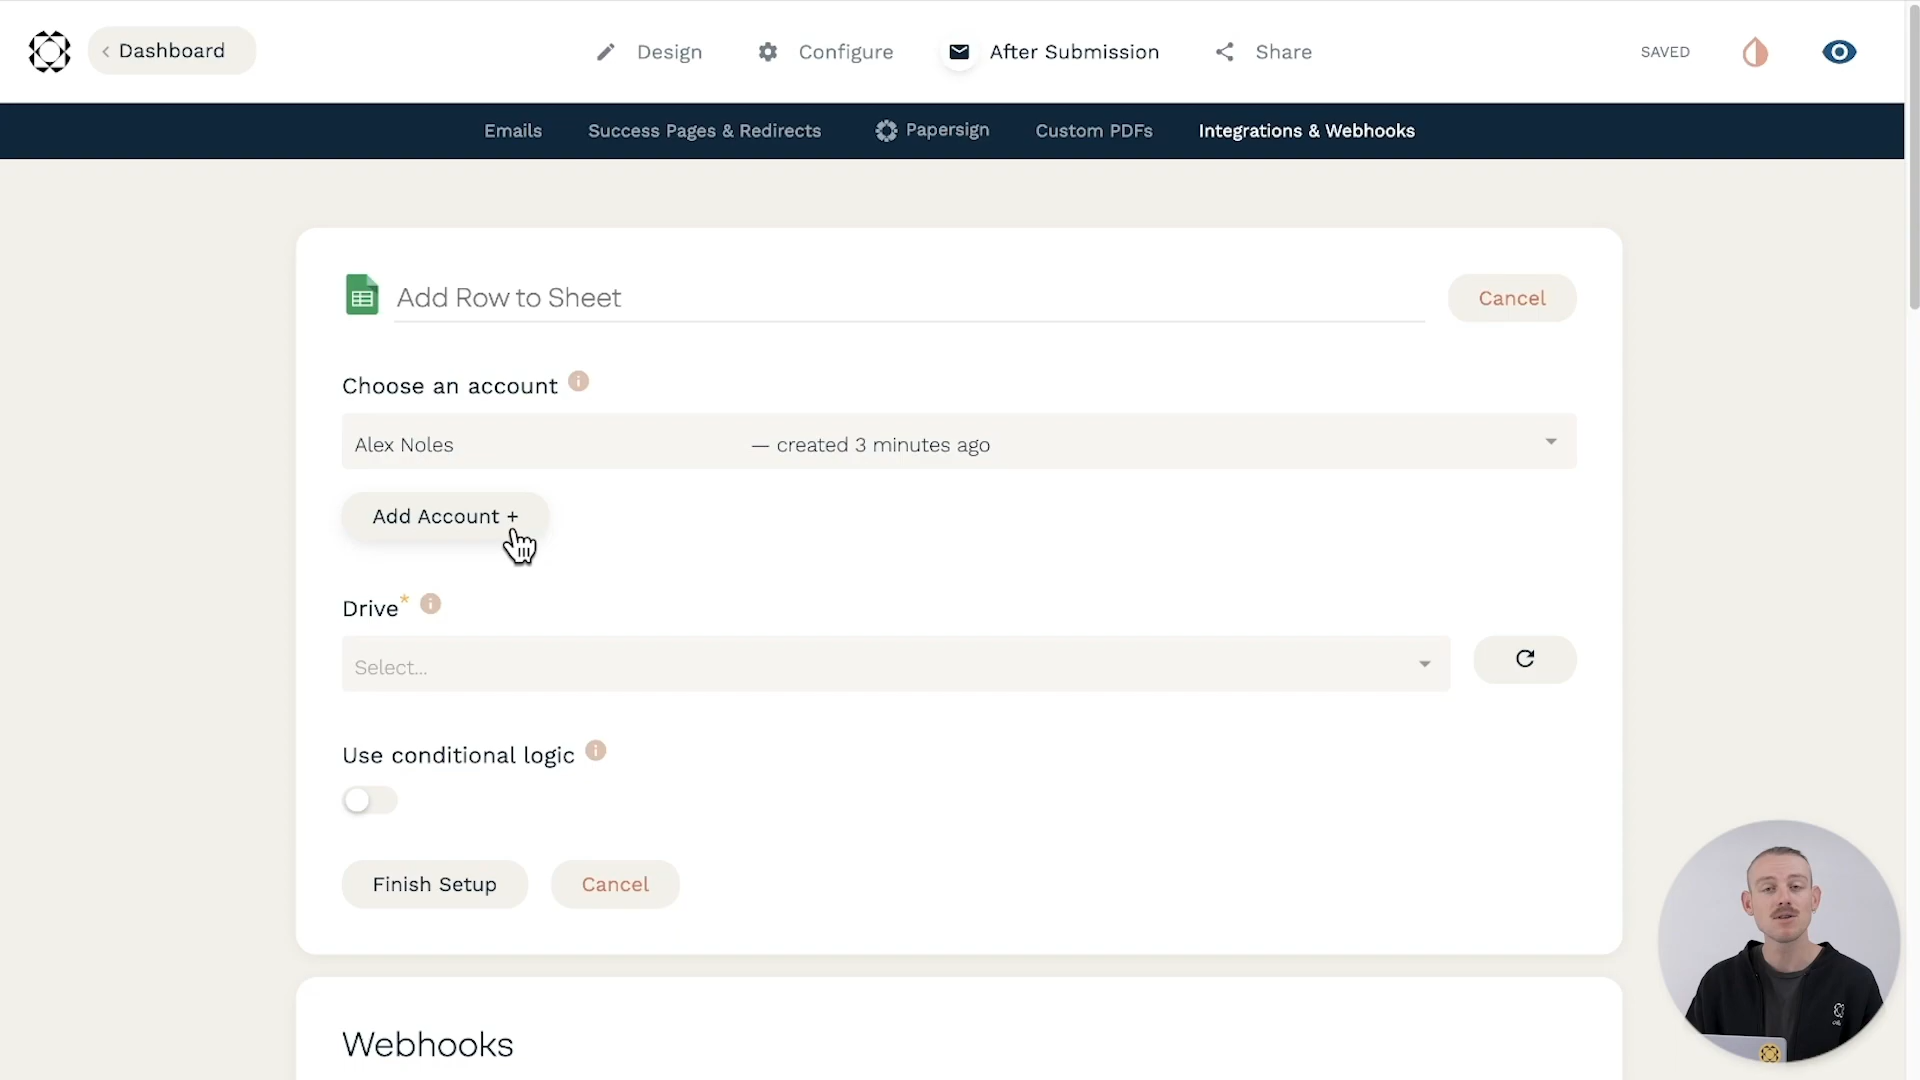 Dashboard
Design
Configure
After Submission
Share
SAVED
Emails
Success Pages & Redirects
Papersign
Custom PDFs
Integrations & Webhooks
Add Row to Sheet
Cancel
Choose an account
Alex Noles — created 3 minutes ago
Add Account +
Drive*
Select...
Use conditional logic
Finish Setup
Cancel
Webhooks